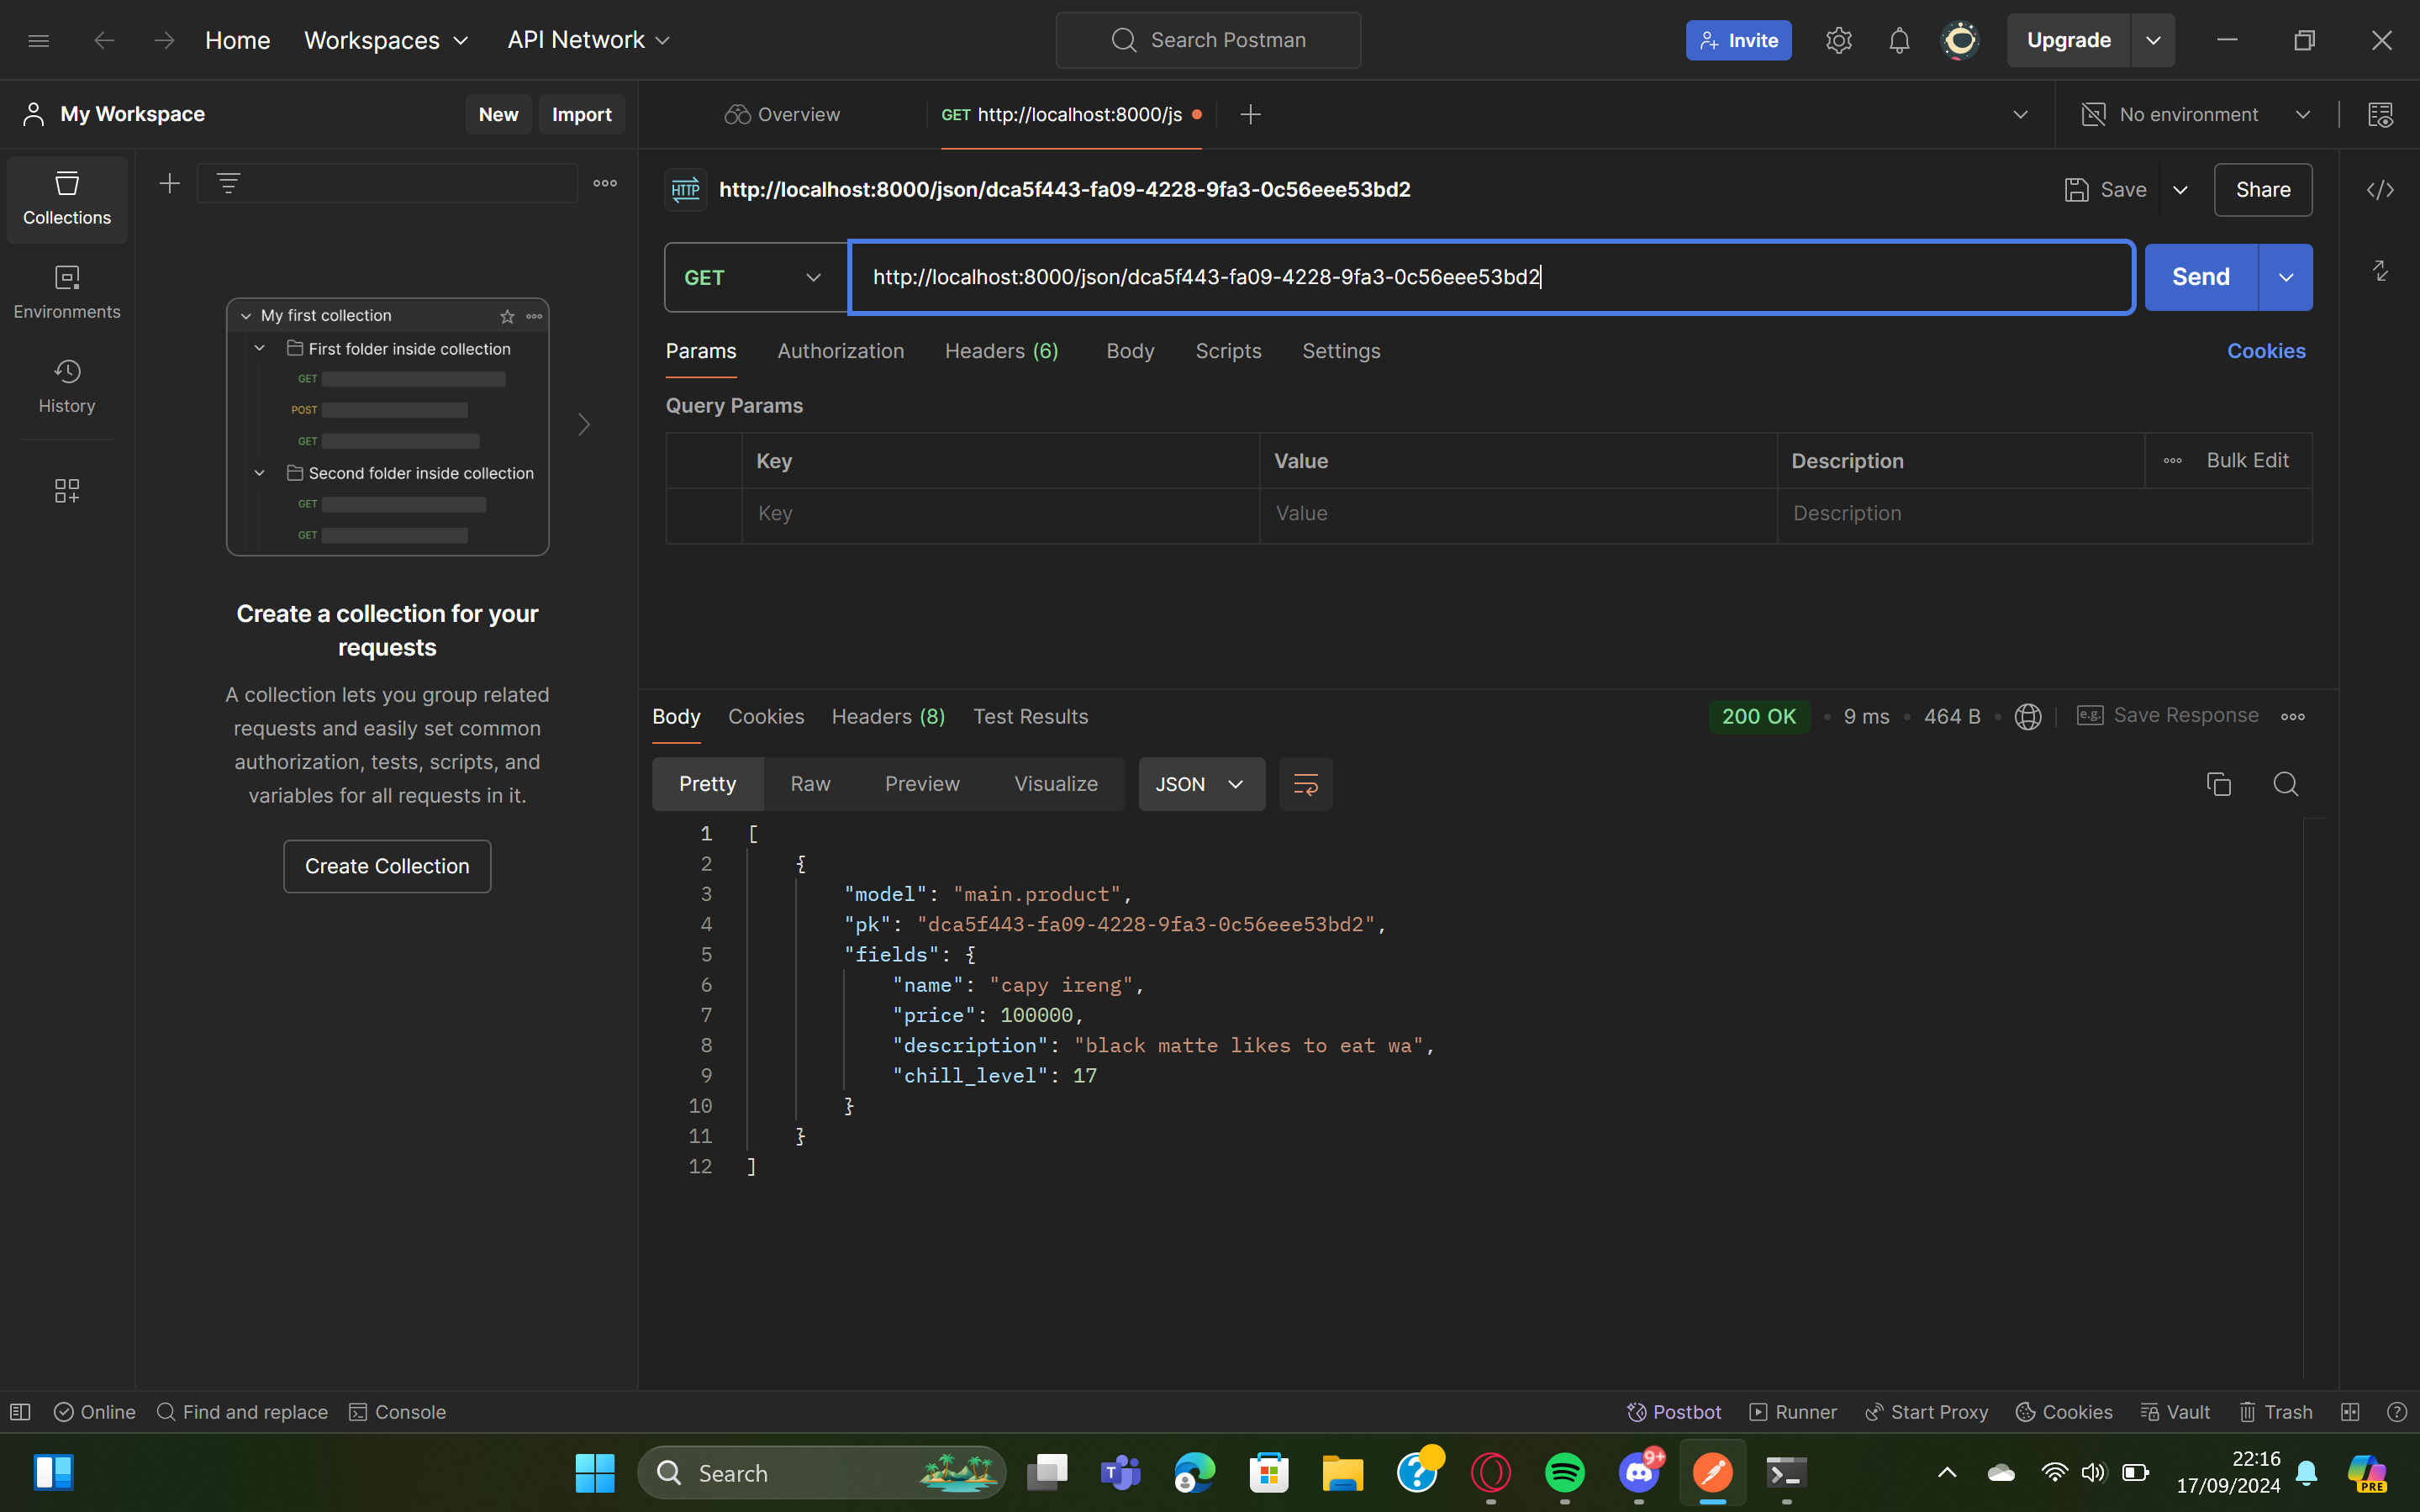 Home Workspaces API Network Search Postman Invite Upgrade
My Workspace New Import Overview GET http://localhost:8000/js No environment
HTTP http://localhost:8000/json/dca5f443-fa09-4228-9fa3-0c56eee53bd2 Save Share
Collections
Environments
History
GET http://localhost:8000/json/dca5f443-fa09-4228-9fa3-0c56eee53bd2 Send
My first collection
First folder inside collection
GET
POST
GET
Second folder inside collection
GET
GET
Create a collection for your
requests
A collection lets you group related
requests and easily set common
authorization, tests, scripts, and
variables for all requests in it.
Create Collection
Params Authorization Headers (6) Body Scripts Settings Cookies
Query Params
Key Value Description Bulk Edit
Key Value Description
Body Cookies Headers (8) Test Results 200 OK 9 ms 464 B e.g. Save Response
Pretty Raw Preview Visualize JSON
1 [
2 {
3 "model": "main.product",
4 "pk": "dca5f443-fa09-4228-9fa3-0c56eee53bd2",
5 "fields": {
6 "name": "capy ireng",
7 "price": 100000,
8 "description": "black matte likes to eat wa",
9 "chill_level": 17
10 }
11 }
12 ]
Online Find and replace Console Postbot Runner Start Proxy Cookies Vault Trash
Search T 9+ 22:16 PRE
17/09/2024